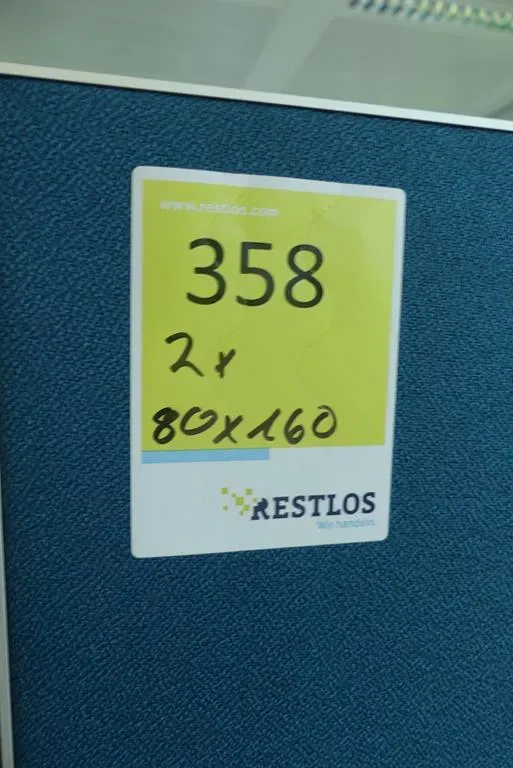 www.restlos.com
358
2x
80x160
RESTLOS
Wir handeln.